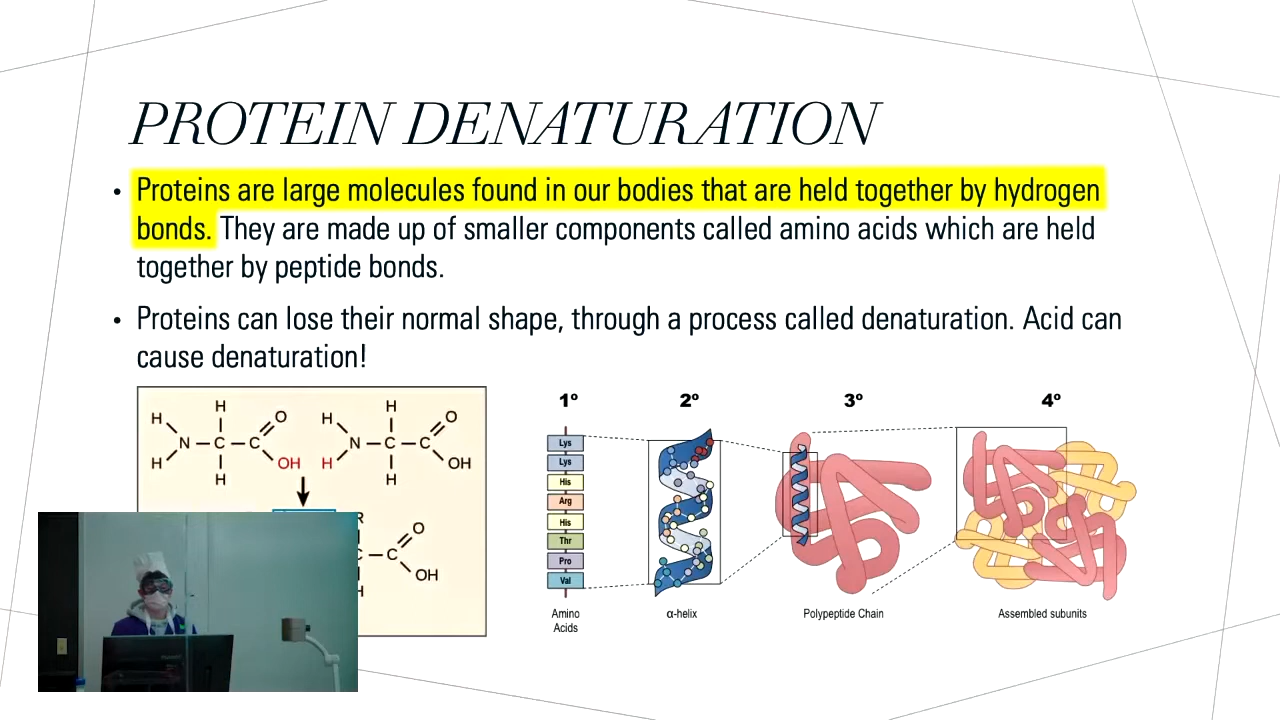 PROTEIN DENATURATION
• Proteins are large molecules found in our bodies that are held together by hydrogen
bonds. They are made up of smaller components called amino acids which are held
together by peptide bonds.
• Proteins can lose their normal shape, through a process called denaturation. Acid can
cause denaturation!
H H O H H O
N – C – C N – C – C
H H OH H H OH
O
C – C
OH
1º 2º 3º 4º
Lys
Lys
His
Arg
His
Thr
Pro
Val
Amino
Acids
α-helix
Polypeptide Chain
Assembled subunits